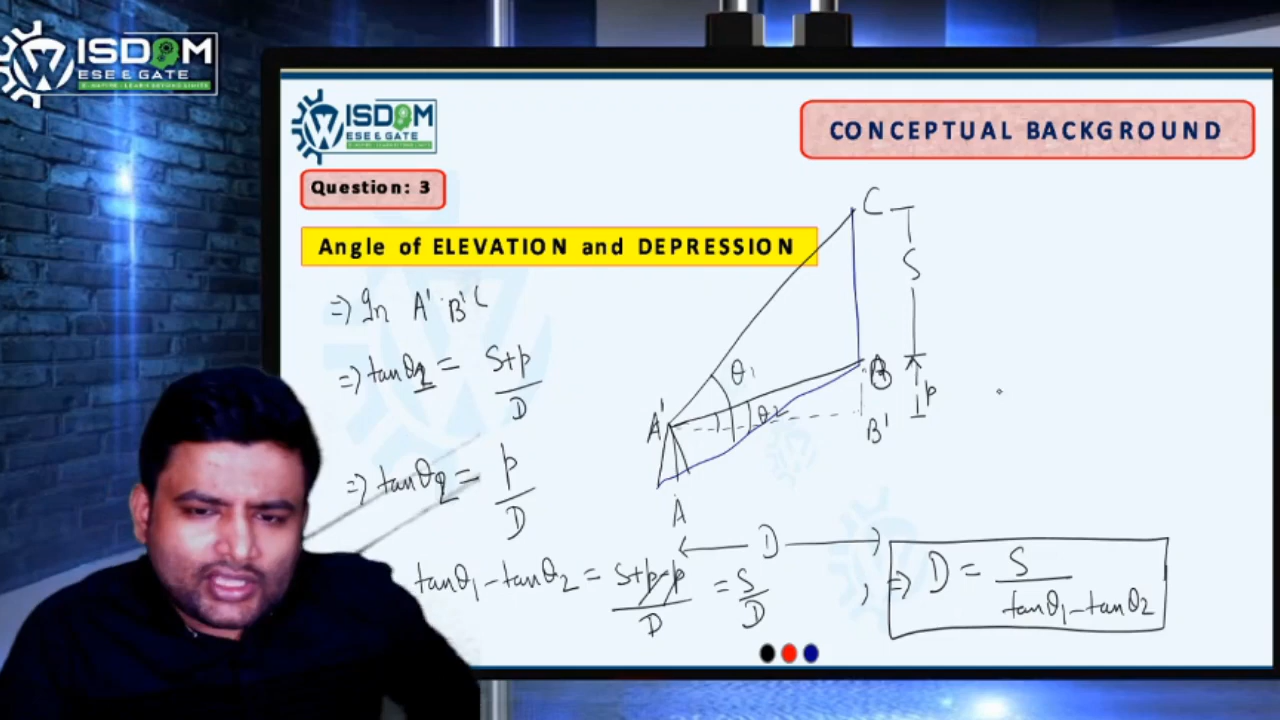 WISDOM
ESE & GATE
WISDOM
ESE & GATE
CONCEPTUAL BACKGROUND
Question: 3
Angle of ELEVATION and DEPRESSION
=> In A' B' C
=> tanθ2 = S+p / D
=> tanθ2 = p / D
tanθ1 - tanθ2 = S+p-p / D = S / D , => D = S / tanθ1 - tanθ2
C
S
θ1
B
p
A'
θ2
B'
A
D